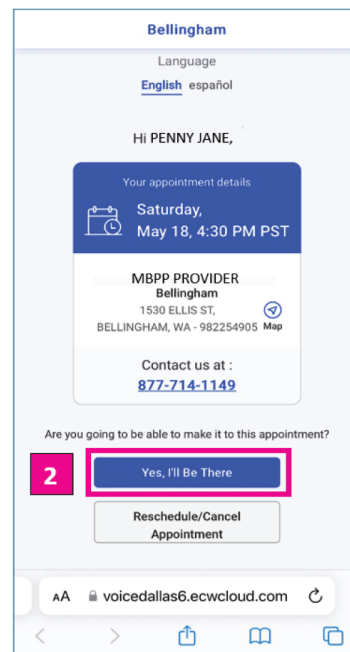 Bellingham
Language
English español
Hi PENNY JANE,
Your appointment details
Saturday,
May 18, 4:30 PM PST
MBPP PROVIDER
Bellingham
1530 ELLIS ST,
BELLINGHAM, WA - 982254905 Map
Contact us at :
877-714-1149
Are you going to be able to make it to this appointment?
2 Yes, I'll Be There
Reschedule/Cancel
Appointment
AA voicedallas6.ecwcloud.com